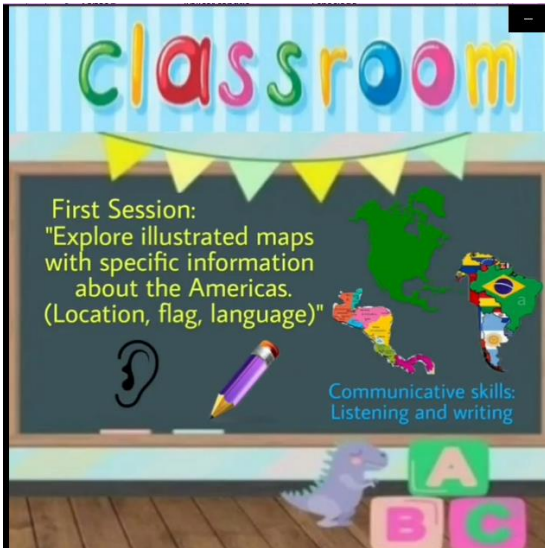 classroom
First Session:
"Explore illustrated maps
with specific information
about the Americas.
(Location, flag, language)"
Communicative skills:
Listening and writing
A
B C